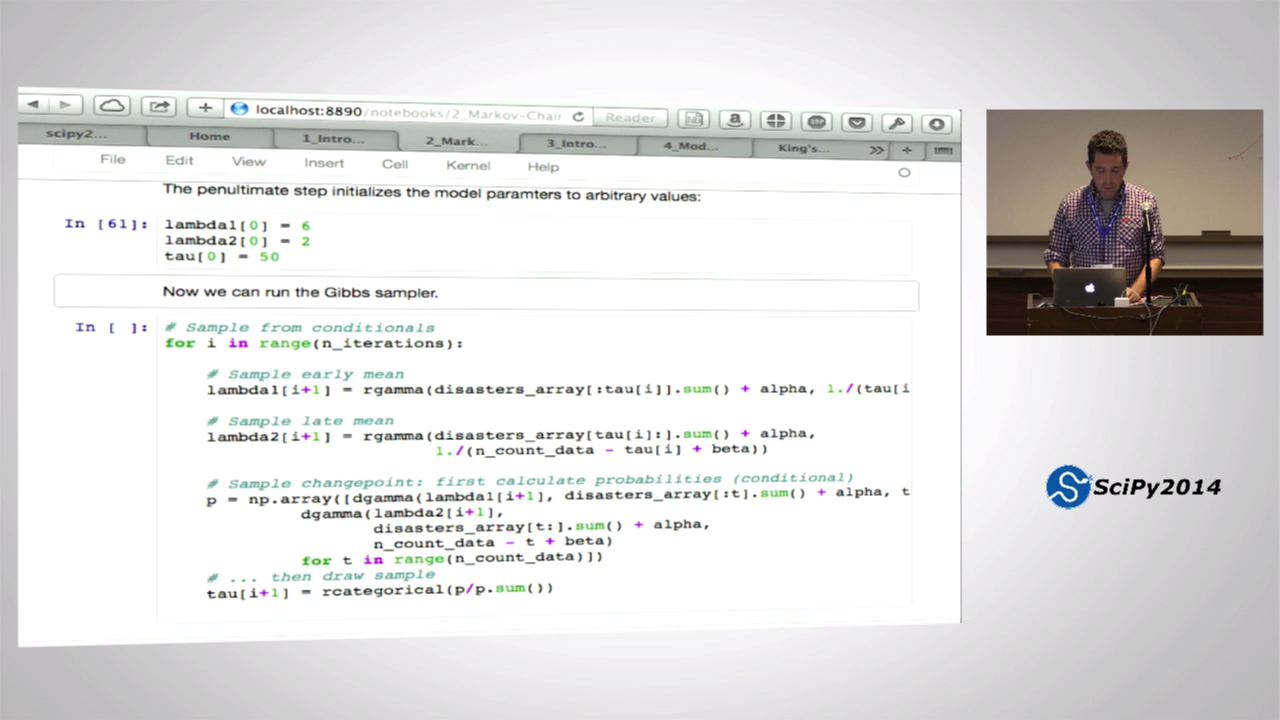 localhost:8890/notebooks/2_Markov-Chair
Reader
scipy2...
Home
1_Intro...
2_Mark...
3_Intro...
4_Mod...
King's...
File
Edit
View
Insert
Cell
Kernel
Help
The penultimate step initializes the model paramters to arbitrary values:
In [61]:
lambda1[0] = 6
lambda2[0] = 2
tau[0] = 50
Now we can run the Gibbs sampler.
In [ ]:
# Sample from conditionals
for i in range(n_iterations):
# Sample early mean
lambda1[i+1] = rgamma(disasters_array[:tau[i]].sum() + alpha, 1./(tau[i
# Sample late mean
lambda2[i+1] = rgamma(disasters_array[tau[i]:].sum() + alpha,
1./(n_count_data - tau[i] + beta))
# Sample changepoint: first calculate probabilities (conditional)
p = np.array([dgamma(lambda1[i+1], disasters_array[:t].sum() + alpha, t
dgamma(lambda2[i+1],
disasters_array[t:].sum() + alpha,
n_count_data - t + beta)
for t in range(n_count_data)])
# ... then draw sample
tau[i+1] = rcategorical(p/p.sum())
SciPy2014